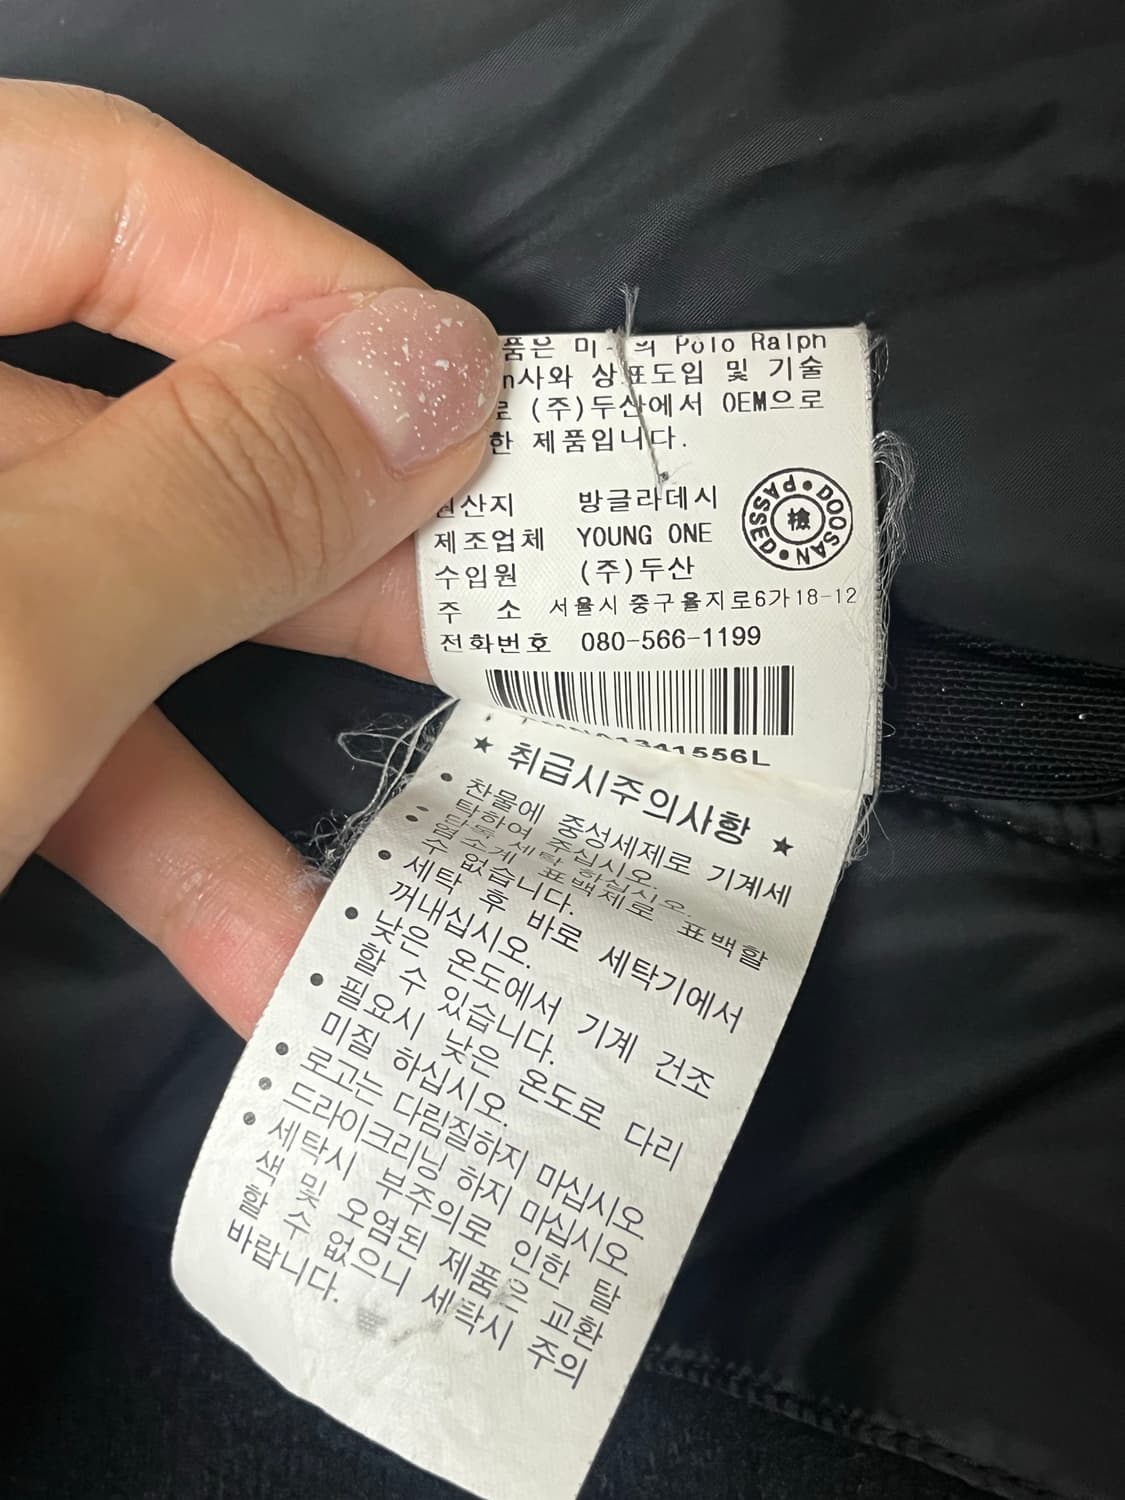 품은 미 의 Polo Ralph
n사와 상표도입 및 기술
로 (주)두산에서 OEM으로
한 제품입니다.
원산지 방글라데시
제조업체 YOUNG ONE
수입원 (주)두산
주 소 서울시 중구 을지로6가18-12
전화번호 080-566-1199
DOOSAN • PASSED •
檢
1556L
★ 취급시주의사항 ★
• 찬물에 중성세제로 기계세
탁하여 주십시오.
• 세탁 하십시오.
• 표백제로 표백할
수 없습니다.
• 세탁 후 바로 세탁기에서
꺼내십시오.
• 낮은 온도에서 기계 건조
할 수 있습니다.
• 필요시 낮은 온도로 다리
미질 하십시오.
• 로고는 다림질하지 마십시오
• 드라이크리닝 하지 마십시오.
• 세탁시 부주의로 인한 탈
색 및 오염된 제품은 교환
할 수 없으니 세탁시 주의
바랍니다.